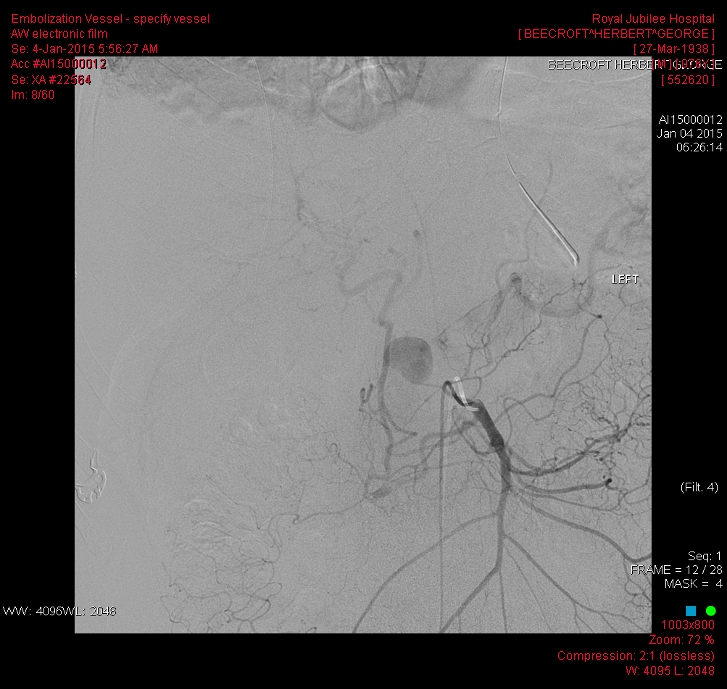 Embolization Vessel - specify vessel
AW electronic film
Se: 4-Jan-2015 5:56:27 AM
Acc #AI15000012
Se: XA #22564
Im: 8/60
Royal Jubilee Hospital
[ BEECROFT^HERBERT^GEORGE ]
[ 27-Mar-1938 ]
BEECROFT HERBERT GEORGE
[ 552620 ]
AI15000012
Jan 04 2015
05:26:14
LEFT
(Filt. 4)
Seq: 1
FRAME = 12 / 28
MASK = 4
WW: 4096WL: 2048
1003x800
Zoom: 72 %
Compression: 2:1 (lossless)
W: 4095 L: 2048